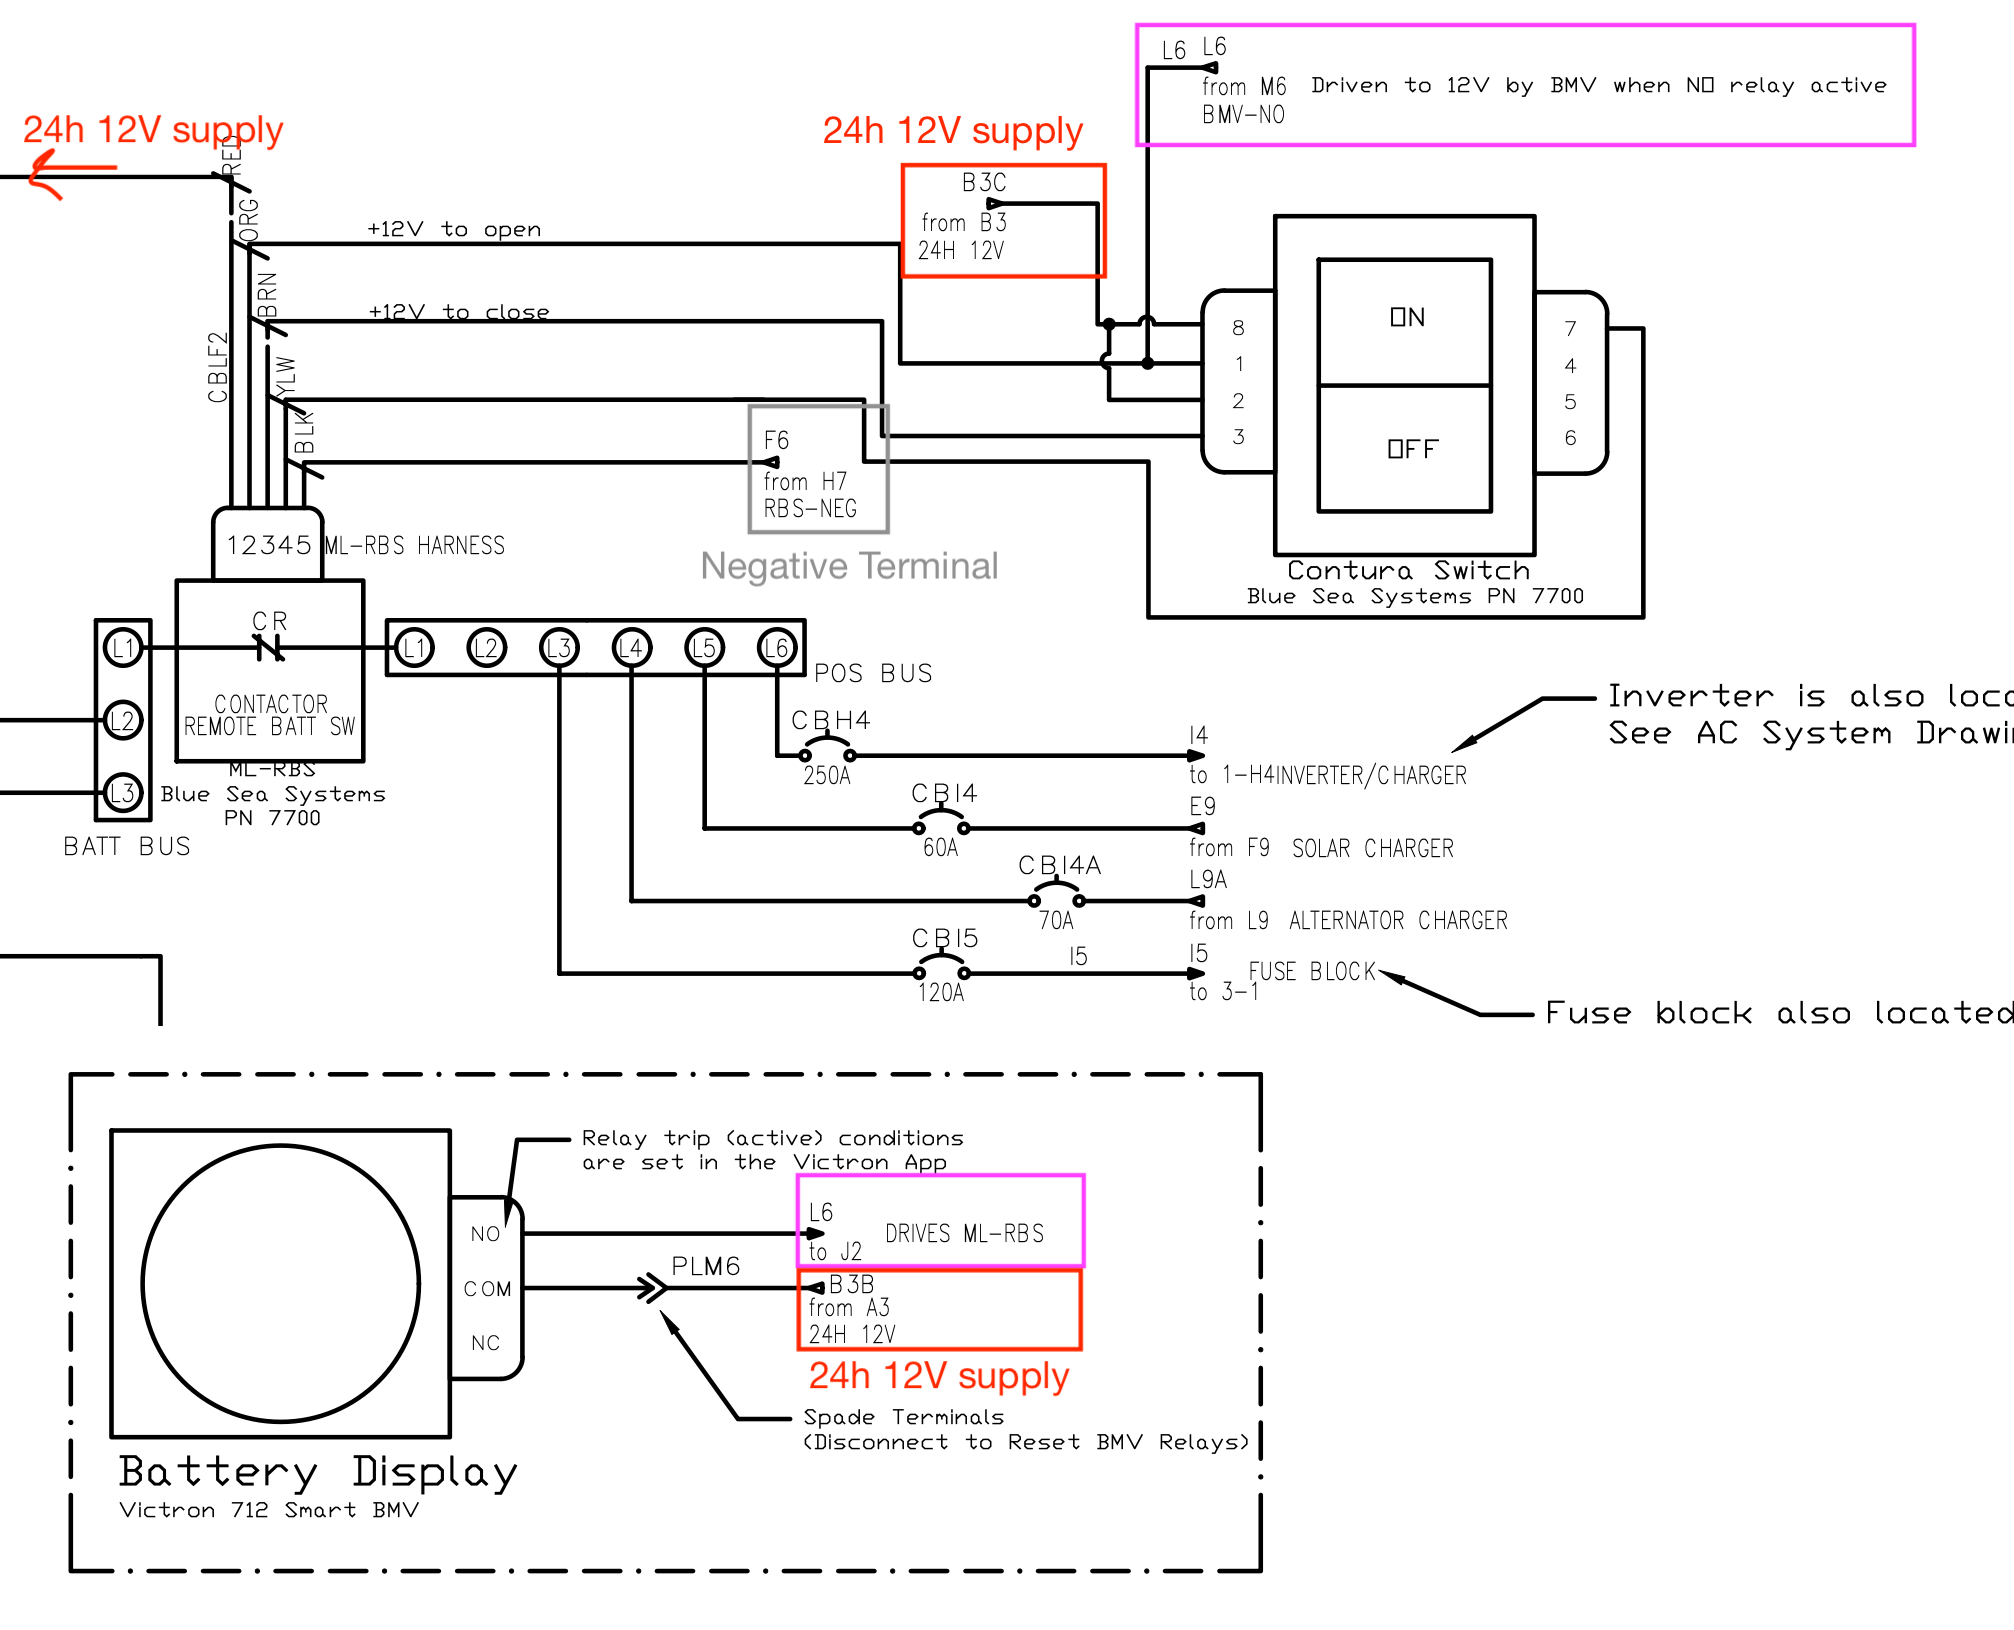 L6 L6
from M6 Driven to 12V by BMV when NO relay active
BMV-NO
24h 12V supply
24h 12V supply
RED
B3C
from B3
24H 12V
ORG
+12V to open
BRN
+12V to close
CBLF2
YLW
BLK
F6
from H7
RBS-NEG
Negative Terminal
8
1
2
3
ON
OFF
7
4
5
6
12345
ML-RBS HARNESS
Contura Switch
Blue Sea Systems PN 7700
CR
L1
L2
L3
CONTACTOR
REMOTE BATT SW
ML-RBS
Blue Sea Systems
PN 7700
BATT BUS
L1 L2 L3 L4 L5 L6
POS BUS
CBH4
250A
I4
to 1-H4INVERTER/CHARGER
Inverter is also loca
See AC System Drawi
CBI4
60A
E9
from F9 SOLAR CHARGER
CBI4A
70A
L9A
from L9 ALTERNATOR CHARGER
CBI5
120A
I5
I5
FUSE BLOCK
to 3-1
Fuse block also located
Relay trip (active) conditions
are set in the Victron App
NO
COM
NC
L6
to J2
DRIVES ML-RBS
PLM6
B3B
from A3
24H 12V
24h 12V supply
Spade Terminals
(Disconnect to Reset BMV Relays)
Battery Display
Victron 712 Smart BMV